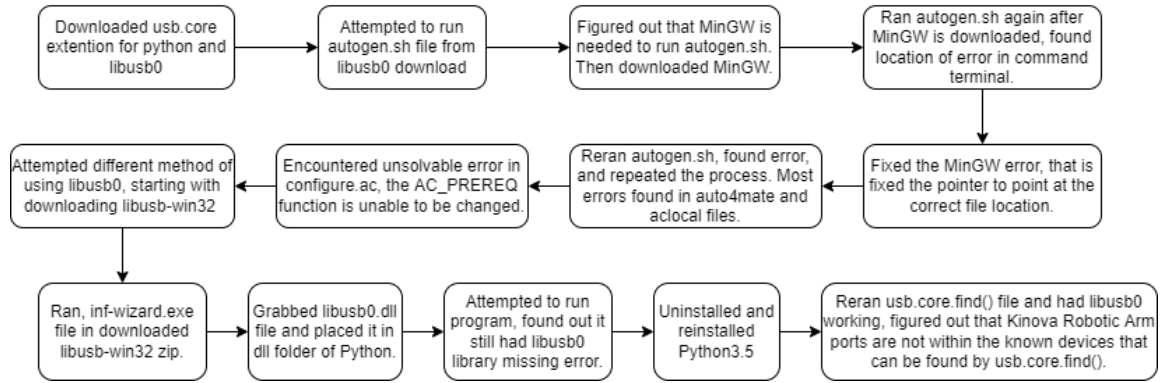 Downloaded usb.core
extention for python and
libusb0
Attempted to run
autogen.sh file from
libusb0 download
Figured out that MinGW is
needed to run autogen.sh.
Then downloaded MinGW.
Ran autogen.sh again after
MinGW is downloaded, found
location of error in command
terminal.
Fixed the MinGW error, that is
fixed the pointer to point at the
correct file location.
Reran autogen.sh, found error,
and repeated the process. Most
errors found in auto4mate and
aclocal files.
Encountered unsolvable error in
configure.ac, the AC_PREREQ
function is unable to be changed.
Attempted different method of
using libusb0, starting with
downloading libusb-win32
Ran, inf-wizard.exe
file in downloaded
libusb-win32 zip.
Grabbed libusb0.dll
file and placed it in
dll folder of Python.
Attempted to run
program, found out it
still had libusb0
library missing error.
Uninstalled and
reinstalled
Python3.5
Reran usb.core.find() file and had libusb0
working, figured out that Kinova Robotic Arm
ports are not within the known devices that
can be found by usb.core.find().